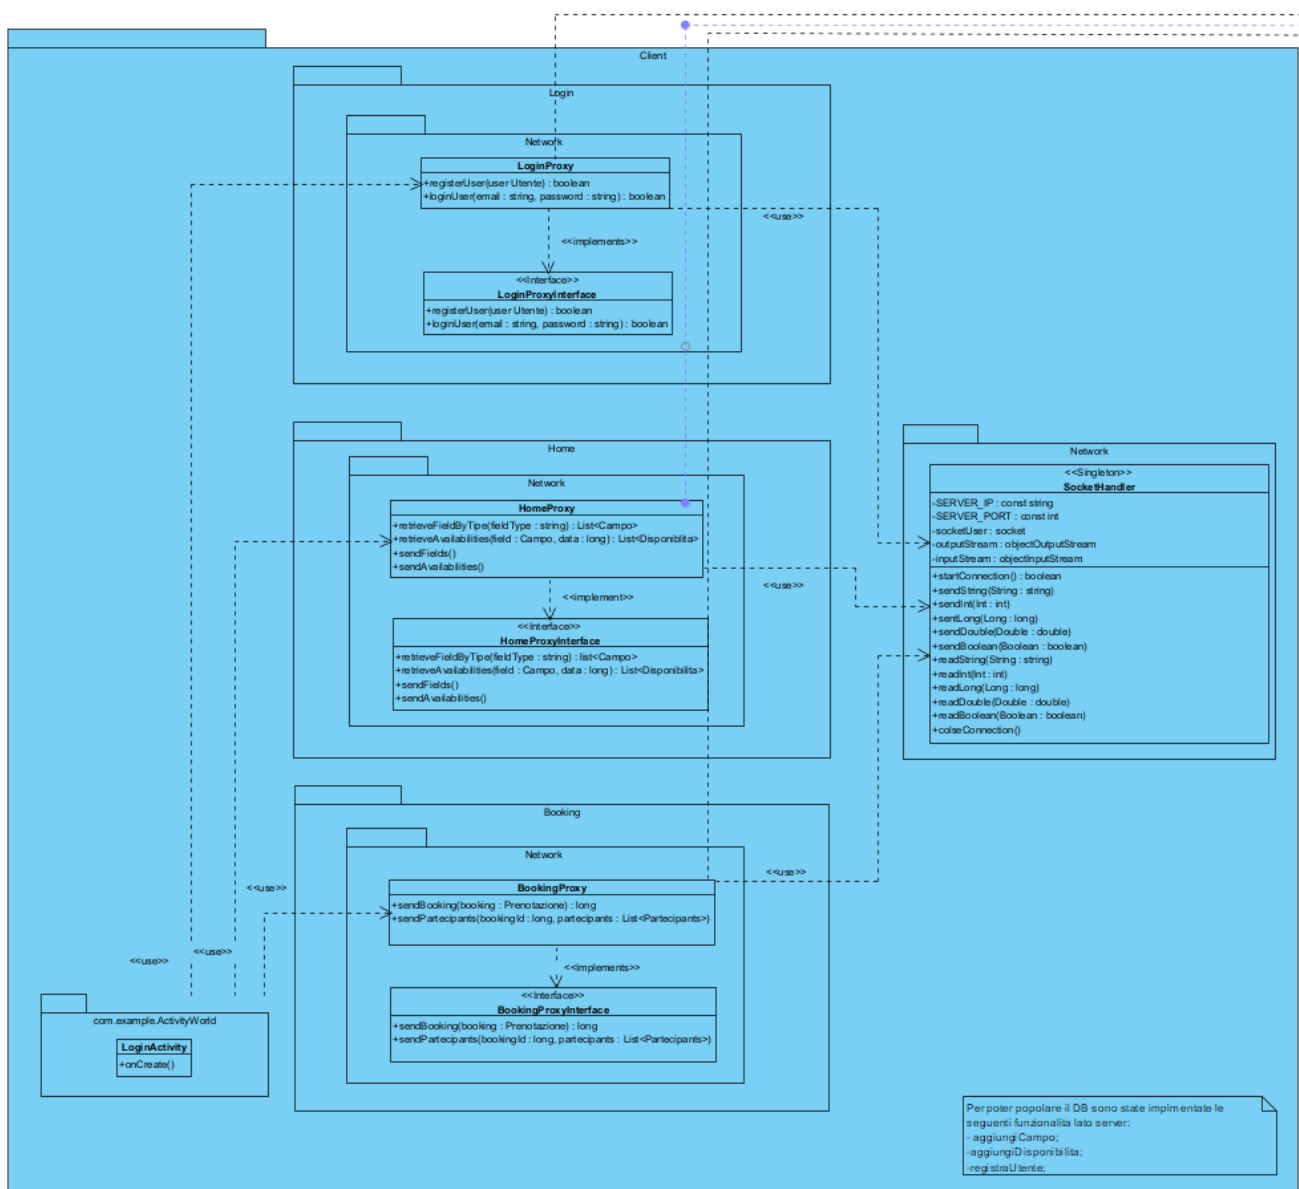 Client
Login
Network
LoginProxy
+registerUser(user Utente) : boolean
+loginUser(email : string, password : string) : boolean
<<use>>
<<implements>>
<<Interface>>
LoginProxyInterface
+registerUser(user Utente) : boolean
+loginUser(email : string, password : string) : boolean
Home
Network
HomeProxy
+retrieveFieldByTipe(fieldType : string) : List<Campo>
+retrieveAvailabilities(field : Campo, data : long) : List<Disponiblita>
+sendFields()
+sendAvailabilities()
<<use>>
<<implement>>
<<Interface>>
HomeProxyInterface
+retrieveFieldByTipe(fieldType : string) : list<Campo>
+retrieveAvailabilities(field : Campo, data : long) : List<Disponibilita>
+sendFields()
+sendAvailabilities()
Network
<<Singleton>>
SocketHandler
-SERVER_IP : const string
-SERVER_PORT : const int
-socketUser : socket
-outputStream : objectOutputStream
-inputStream : objectInputStream
+startConnection() : boolean
+sendString(String : string)
+sendInt(Int : int)
+sentLong(Long : long)
+sendDouble(Double : double)
+sendBoolean(Boolean : boolean)
+readString(String : string)
+readInt(Int : int)
+readLong(Long : long)
+readDouble(Double : double)
+readBoolean(Boolean : boolean)
+colseConnection()
Booking
Network
BookingProxy
+sendBooking(booking : Prenotazione) : long
+sendPartecipants(bookingId : long, partecipants : List<Partecipants>)
<<use>>
<<Implements>>
<<Interface>>
BookingProxyInterface
+sendBooking(booking : Prenotazione) : long
+sendPartecipants(bookingId : long, partecipants : List<Partecipants>)
<<use>>
<<use>>
<<use>>
com.example.ActivityWorld
LoginActivity
+onCreate()
Per poter popolare il DB sono state implmentate le
seguenti funzionalita lato server:
- aggiungiCampo;
-aggiungiDisponibilita;
-registraUtente;